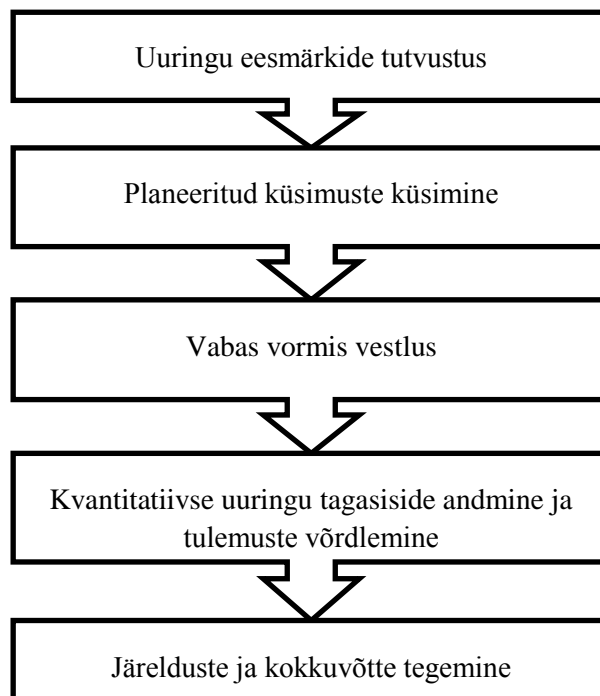 Uuringu eesmärkide tutvustus
Planeeritud küsimuste küsimine
Vabas vormis vestlus
Kvantitatiivse uuringu tagasiside andmine ja
tulemuste võrdlemine
Järelduste ja kokkuvõtte tegemine